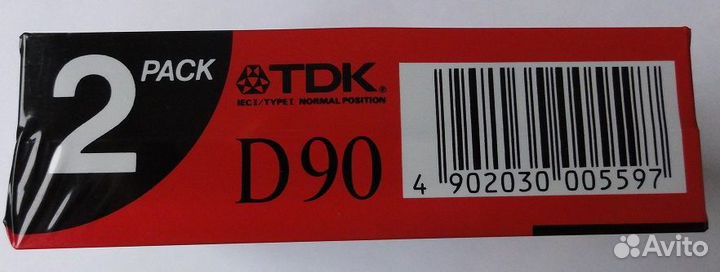 2 PACK
TDK®
IEC I/TYPE I NORMAL POSITION
D90
4 902030 005597
Avito